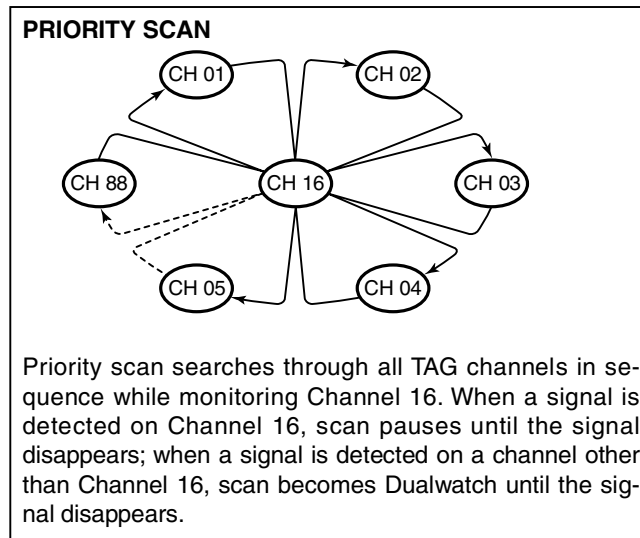 PRIORITY SCAN
CH 01
CH 02
CH 88
CH 16
CH 03
CH 05
CH 04
Priority scan searches through all TAG channels in se-
quence while monitoring Channel 16. When a signal is
detected on Channel 16, scan pauses until the signal
disappears; when a signal is detected on a channel other
than Channel 16, scan becomes Dualwatch until the sig-
nal disappears.